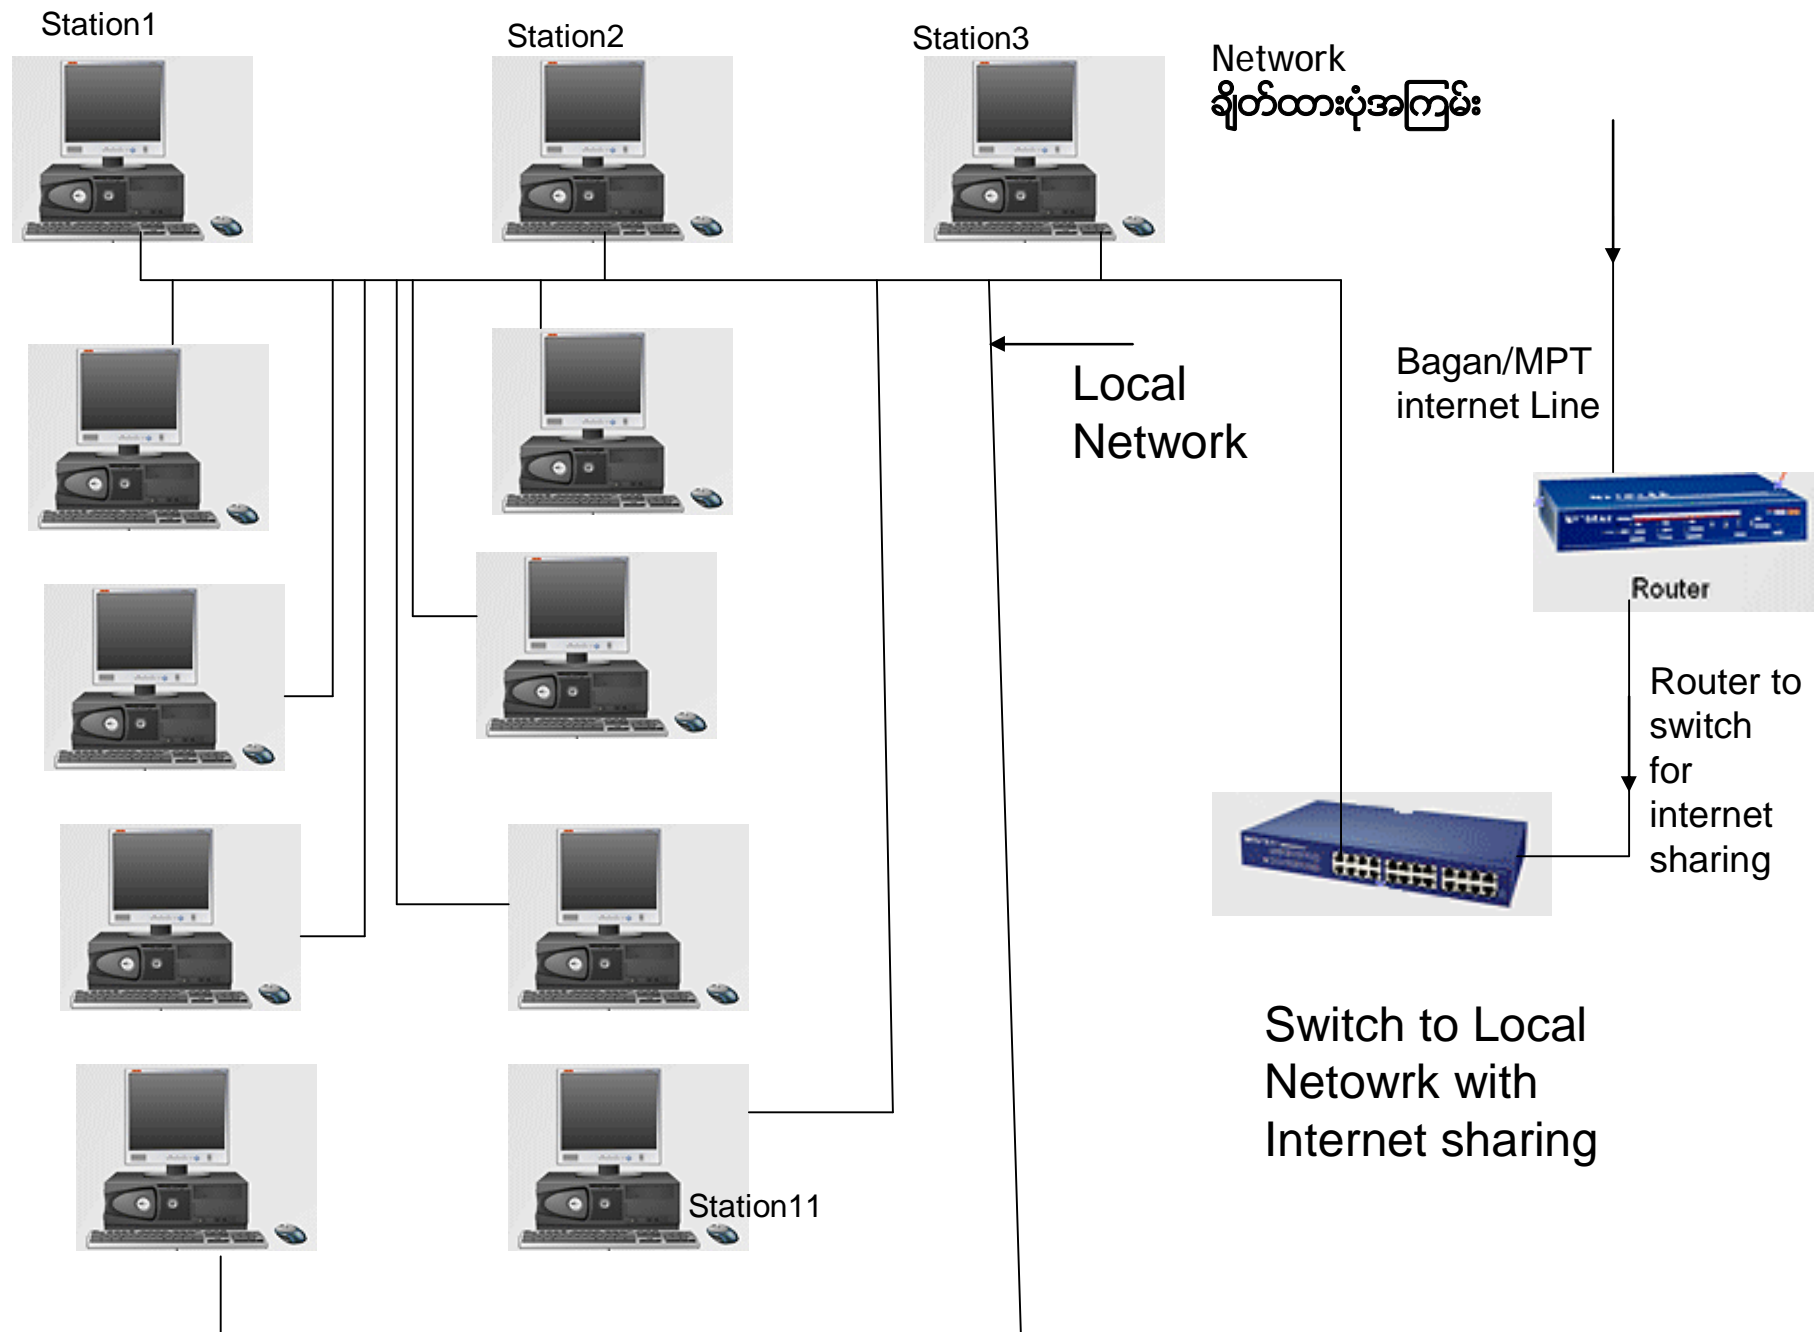 Station1
Station2
Station3
Network
ချိတ်ထားပုံအကြမ်း
Local
Network
Bagan/MPT
internet Line
Router
Router to
switch
for
internet
sharing
Switch to Local
Netowrk with
Internet sharing
Station11